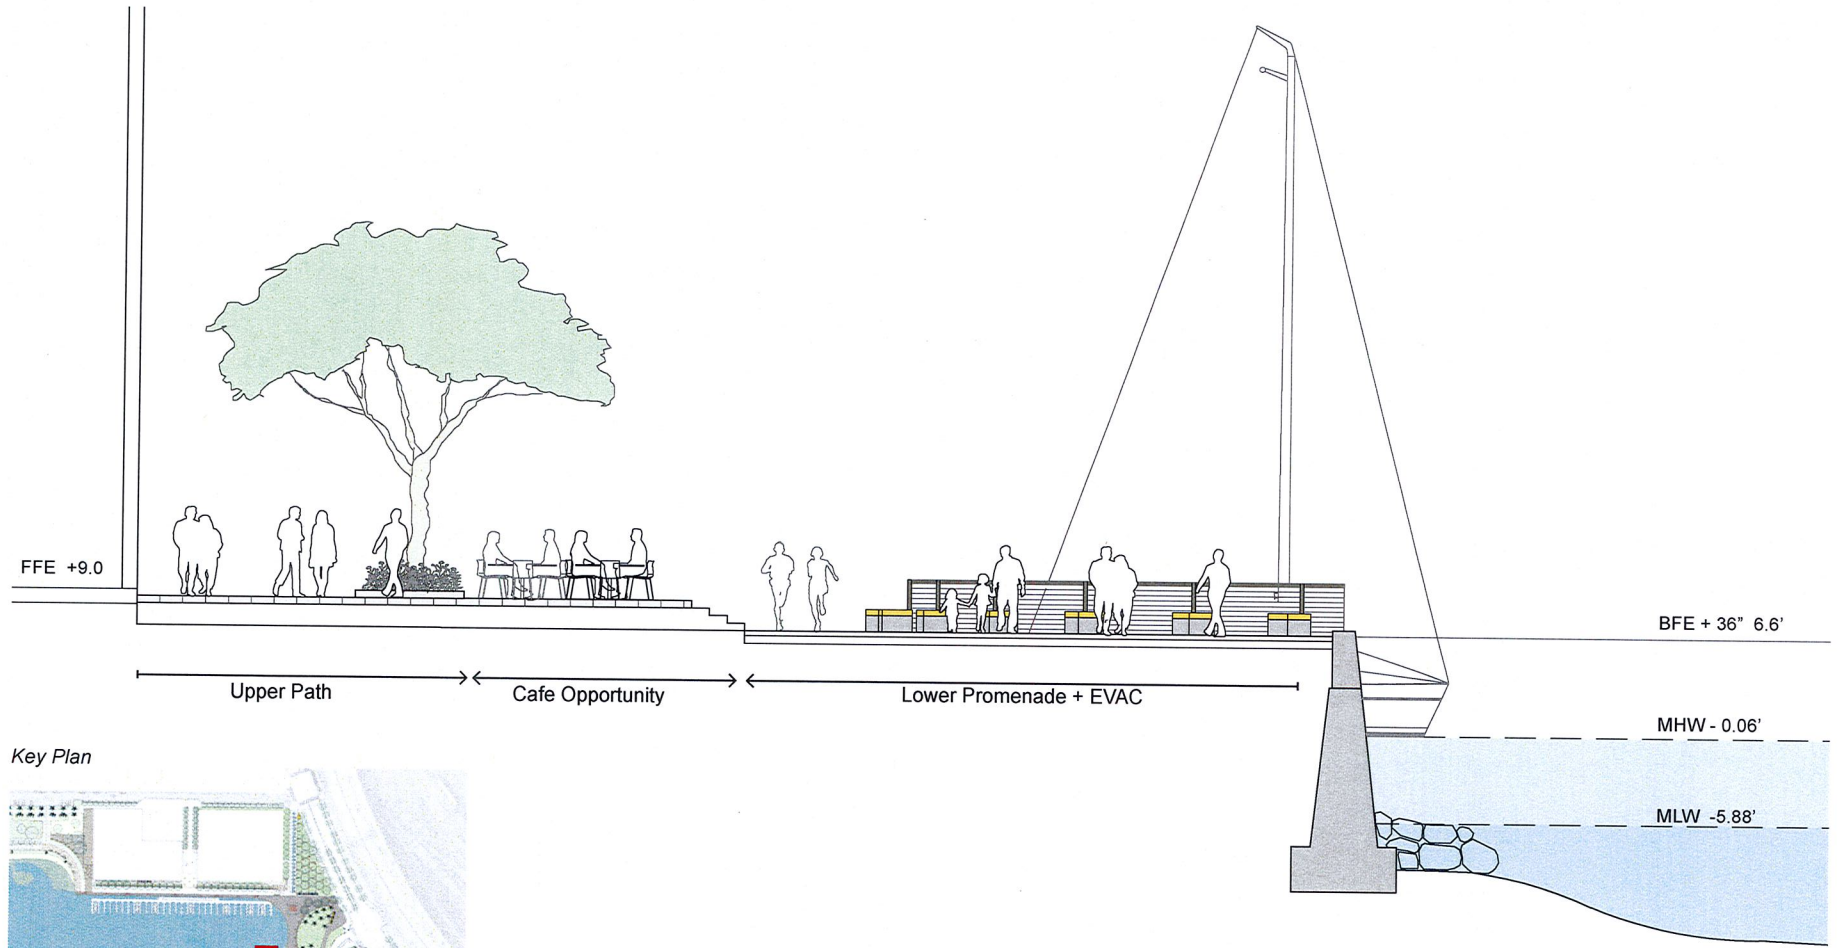 FFE +9.0
BFE + 36” 6.6’
Upper Path
Cafe Opportunity
Lower Promenade + EVAC
MHW - 0.06’
Key Plan
MLW -5.88’